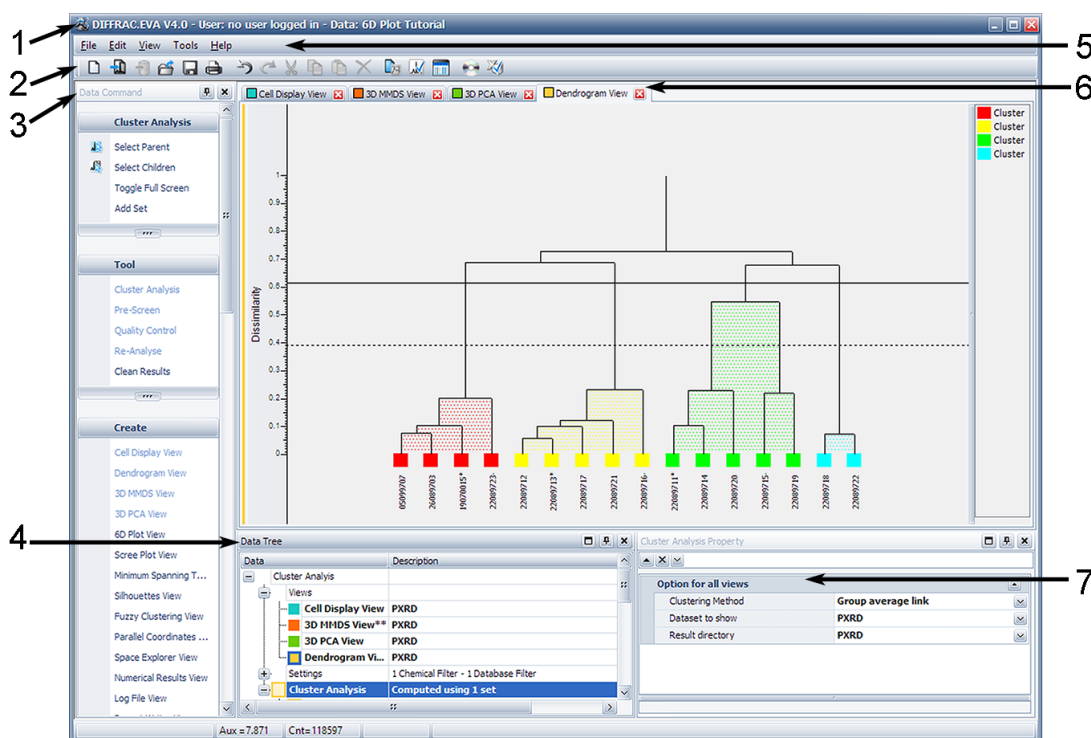 DIFFRAC.EVA V4.0 - User: no user logged in - Data: 6D Plot Tutorial
1
File Edit View Tools Help
5
2
Data Command
3
Cell Display View 3D MMDS View 3D PCA View Dendrogram View
6
Cluster Analysis
Select Parent
Select Children
Toggle Full Screen
Add Set
Tool
Cluster Analysis
Pre-Screen
Quality Control
Re-Analyse
Clean Results
Create
Cell Display View
Dendrogram View
3D MMDS View
3D PCA View
6D Plot View
Scree Plot View
Minimum Spanning T...
Silhouettes View
Fuzzy Clustering View
Parallel Coordinates ...
Space Explorer View
Numerical Results View
Log File View
Cluster
Cluster
Cluster
Cluster
Dissimilarity
1
0.9
0.8
0.7
0.6
0.5
0.4
0.3
0.2
0.1
0
05099707
26489703
19070015*
22089723
22089712
22089713*
22089717
22089721
22089716
22089711*
22089714
22089720
22089715
22089719
22089718
22089722
4
Data Tree
Data Description
Cluster Analyis
Views
Cell Display View PXRD
3D MMDS View** PXRD
3D PCA View PXRD
Dendrogram Vi... PXRD
Settings 1 Chemical Filter - 1 Database Filter
Cluster Analysis Computed using 1 set
Cluster Analysis Property
Option for all views
7
Clustering Method Group average link
Dataset to show PXRD
Result directory PXRD
Aux =7.871 Cnt=118597